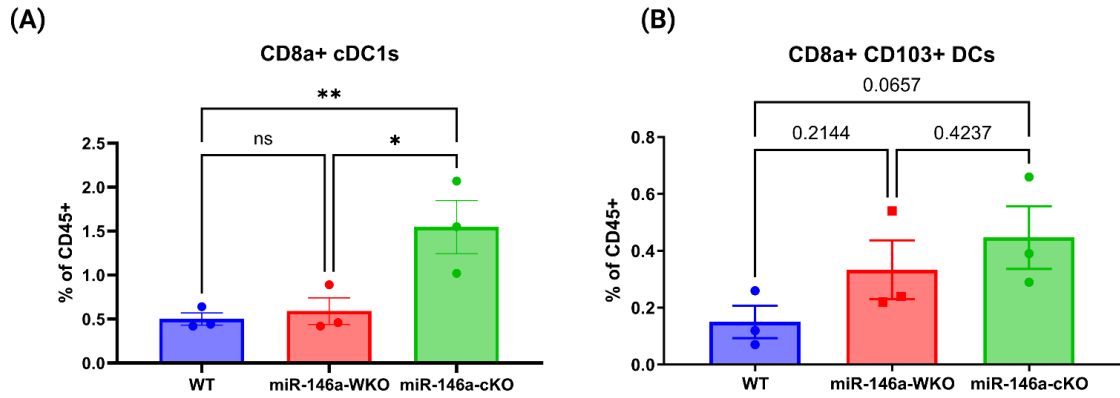 (A)
CD8a+ cDC1s
**
ns
*
% of CD45+
2.5
2.0
1.5
1.0
0.5
0.0
WT
miR-146a-WKO
miR-146a-cKO
(B)
CD8a+ CD103+ DCs
0.0657
0.2144
0.4237
% of CD45+
0.8
0.6
0.4
0.2
0.0
WT
miR-146a-WKO
miR-146a-cKO